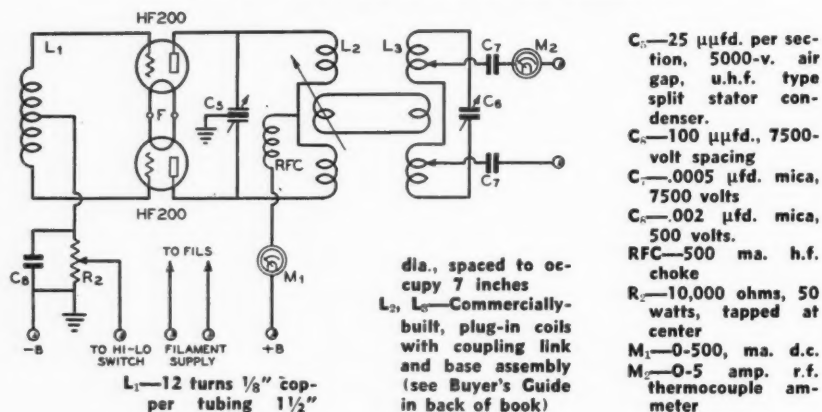 HF200
L1
L2
L3
C7
M2
C5
F
C6
RFC
C7
HF200
TO FILS
M1
C8
R2
-B
TO HI-LO
SWITCH
FILAMENT
SUPPLY
+B
L1—12 turns 1/8" cop-
per tubing 1½"
dia., spaced to oc-
cupy 7 inches
L2, L3—Commercially-
built, plug-in coils
with coupling link
and base assembly
(see Buyer's Guide
in back of book)
C5—25 μμfd. per sec-
tion, 5000-v. air
gap, u.h.f. type
split stator con-
denser.
C6—100 μμfd., 7500-
volt spacing
C7—.0005 μfd. mica,
7500 volts
C8—.002 μfd. mica,
500 volts.
RFC—500 ma. h.f.
choke
R2—10,000 ohms, 50
watts, tapped at
center
M1—0-500, ma. d.c.
M2—0-5 amp. r.f.
thermocouple am-
meter